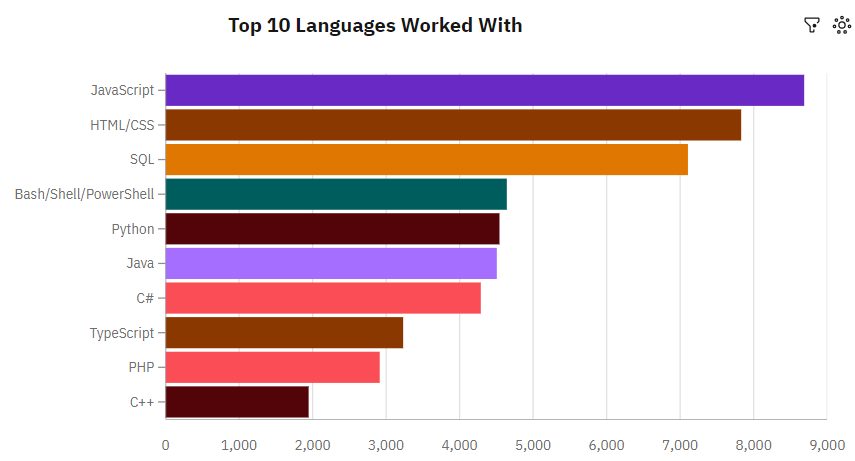 Top 10 Languages Worked With
JavaScript
HTML/CSS
SQL
Bash/Shell/PowerShell
Python
Java
C#
TypeScript
PHP
C++
0 1,000 2,000 3,000 4,000 5,000 6,000 7,000 8,000 9,000